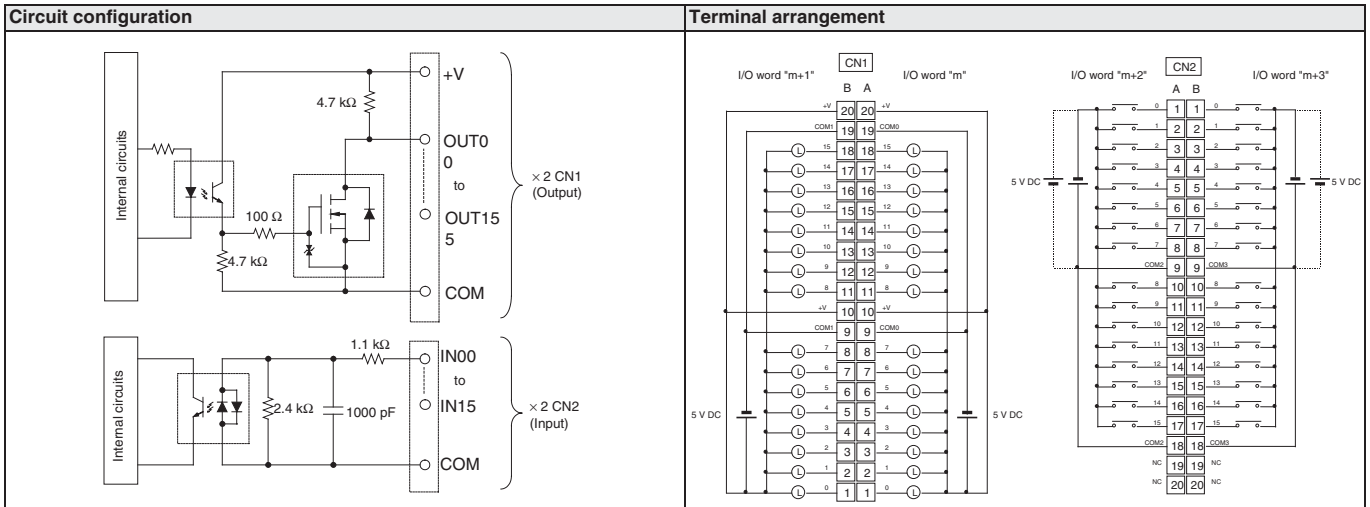 Circuit configuration
Internal circuits
4.7 kΩ
100 Ω
4.7 kΩ
+V
OUT0
0
to
OUT15
5
COM
× 2 CN1
(Output)
Internal circuits
2.4 kΩ
1000 pF
1.1 kΩ
IN00
to
IN15
COM
× 2 CN2
(Input)
Terminal arrangement
CN1
I/O word "m+1" I/O word "m"
B A
+V 20 20 +V
COM1 19 19 COM0
L 15 18 18 15 L
L 14 17 17 14 L
L 13 16 16 13 L
L 12 15 15 12 L
L 11 14 14 11 L
L 10 13 13 10 L
L 9 12 12 9 L
L 8 11 11 8 L
+V 10 10 +V
COM1 9 9 COM0
L 7 8 8 7 L
L 6 7 7 6 L
L 5 6 6 5 L
5 V DC L 4 5 5 4 L 5 V DC
L 3 4 4 3 L
L 2 3 3 2 L
L 1 2 2 1 L
L 0 1 1 0 L
CN2
I/O word "m+2" I/O word "m+3"
A B
0 1 1 0
1 2 2 1
2 3 3 2
3 4 4 3
5 V DC 4 5 5 4 5 V DC
5 6 6 5
6 7 7 6
7 8 8 7
COM2 9 9 COM3
8 10 10 8
9 11 11 9
10 12 12 10
11 13 13 11
12 14 14 12
13 15 15 13
14 16 16 14
15 17 17 15
COM2 18 18 COM3
NC 19 19 NC
NC 20 20 NC